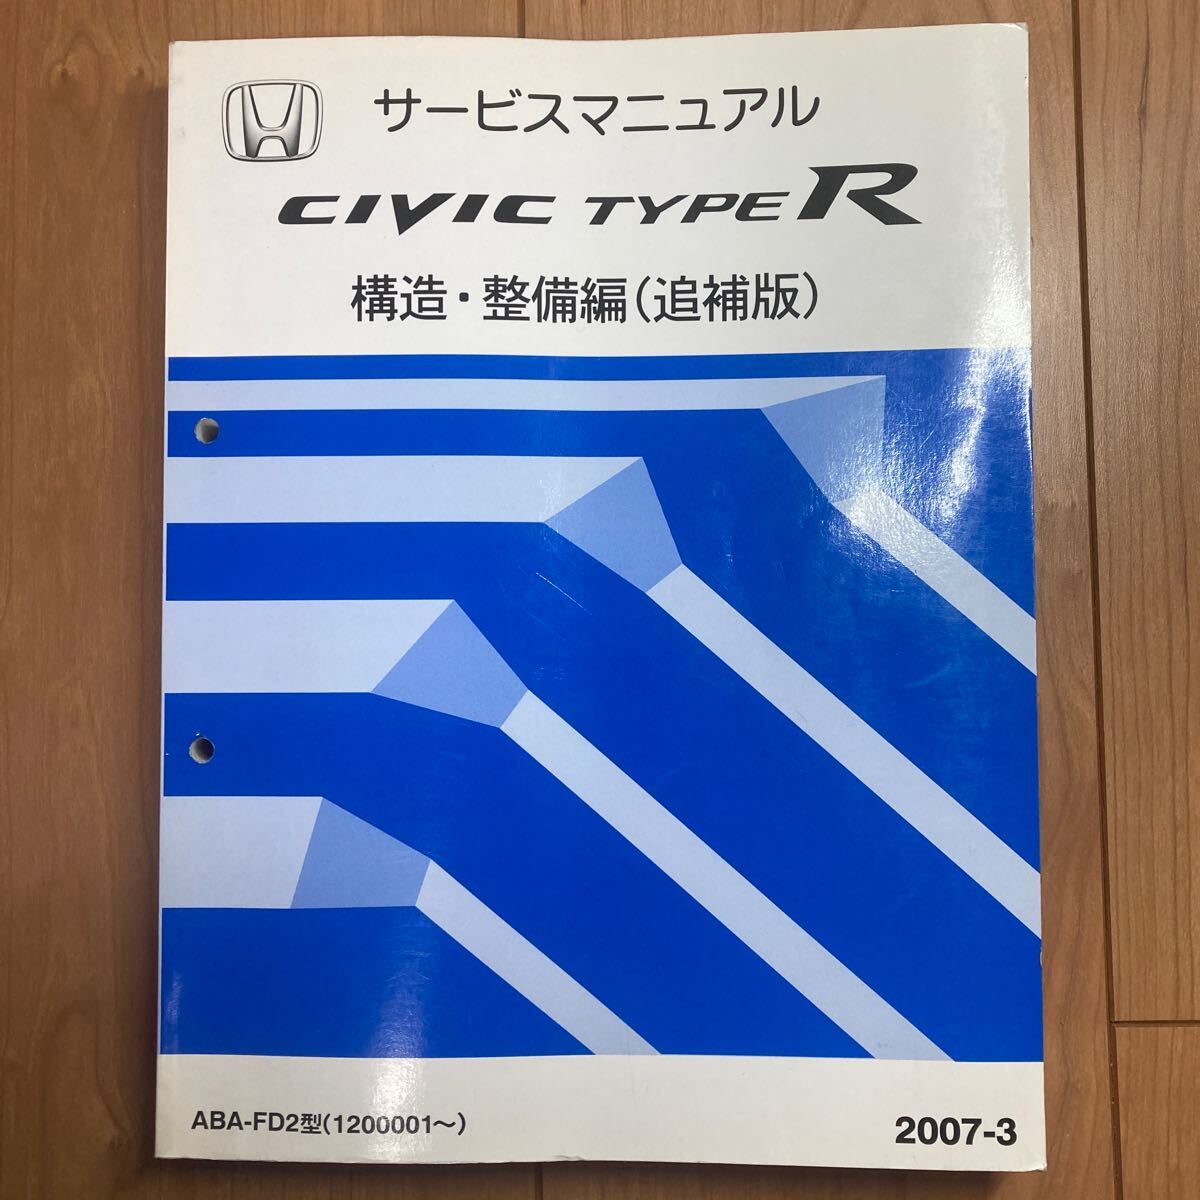 サービスマニュアル
CIVIC TYPE R
構造・整備編(追補版)
ABA-FD2型(1200001～)
2007-3